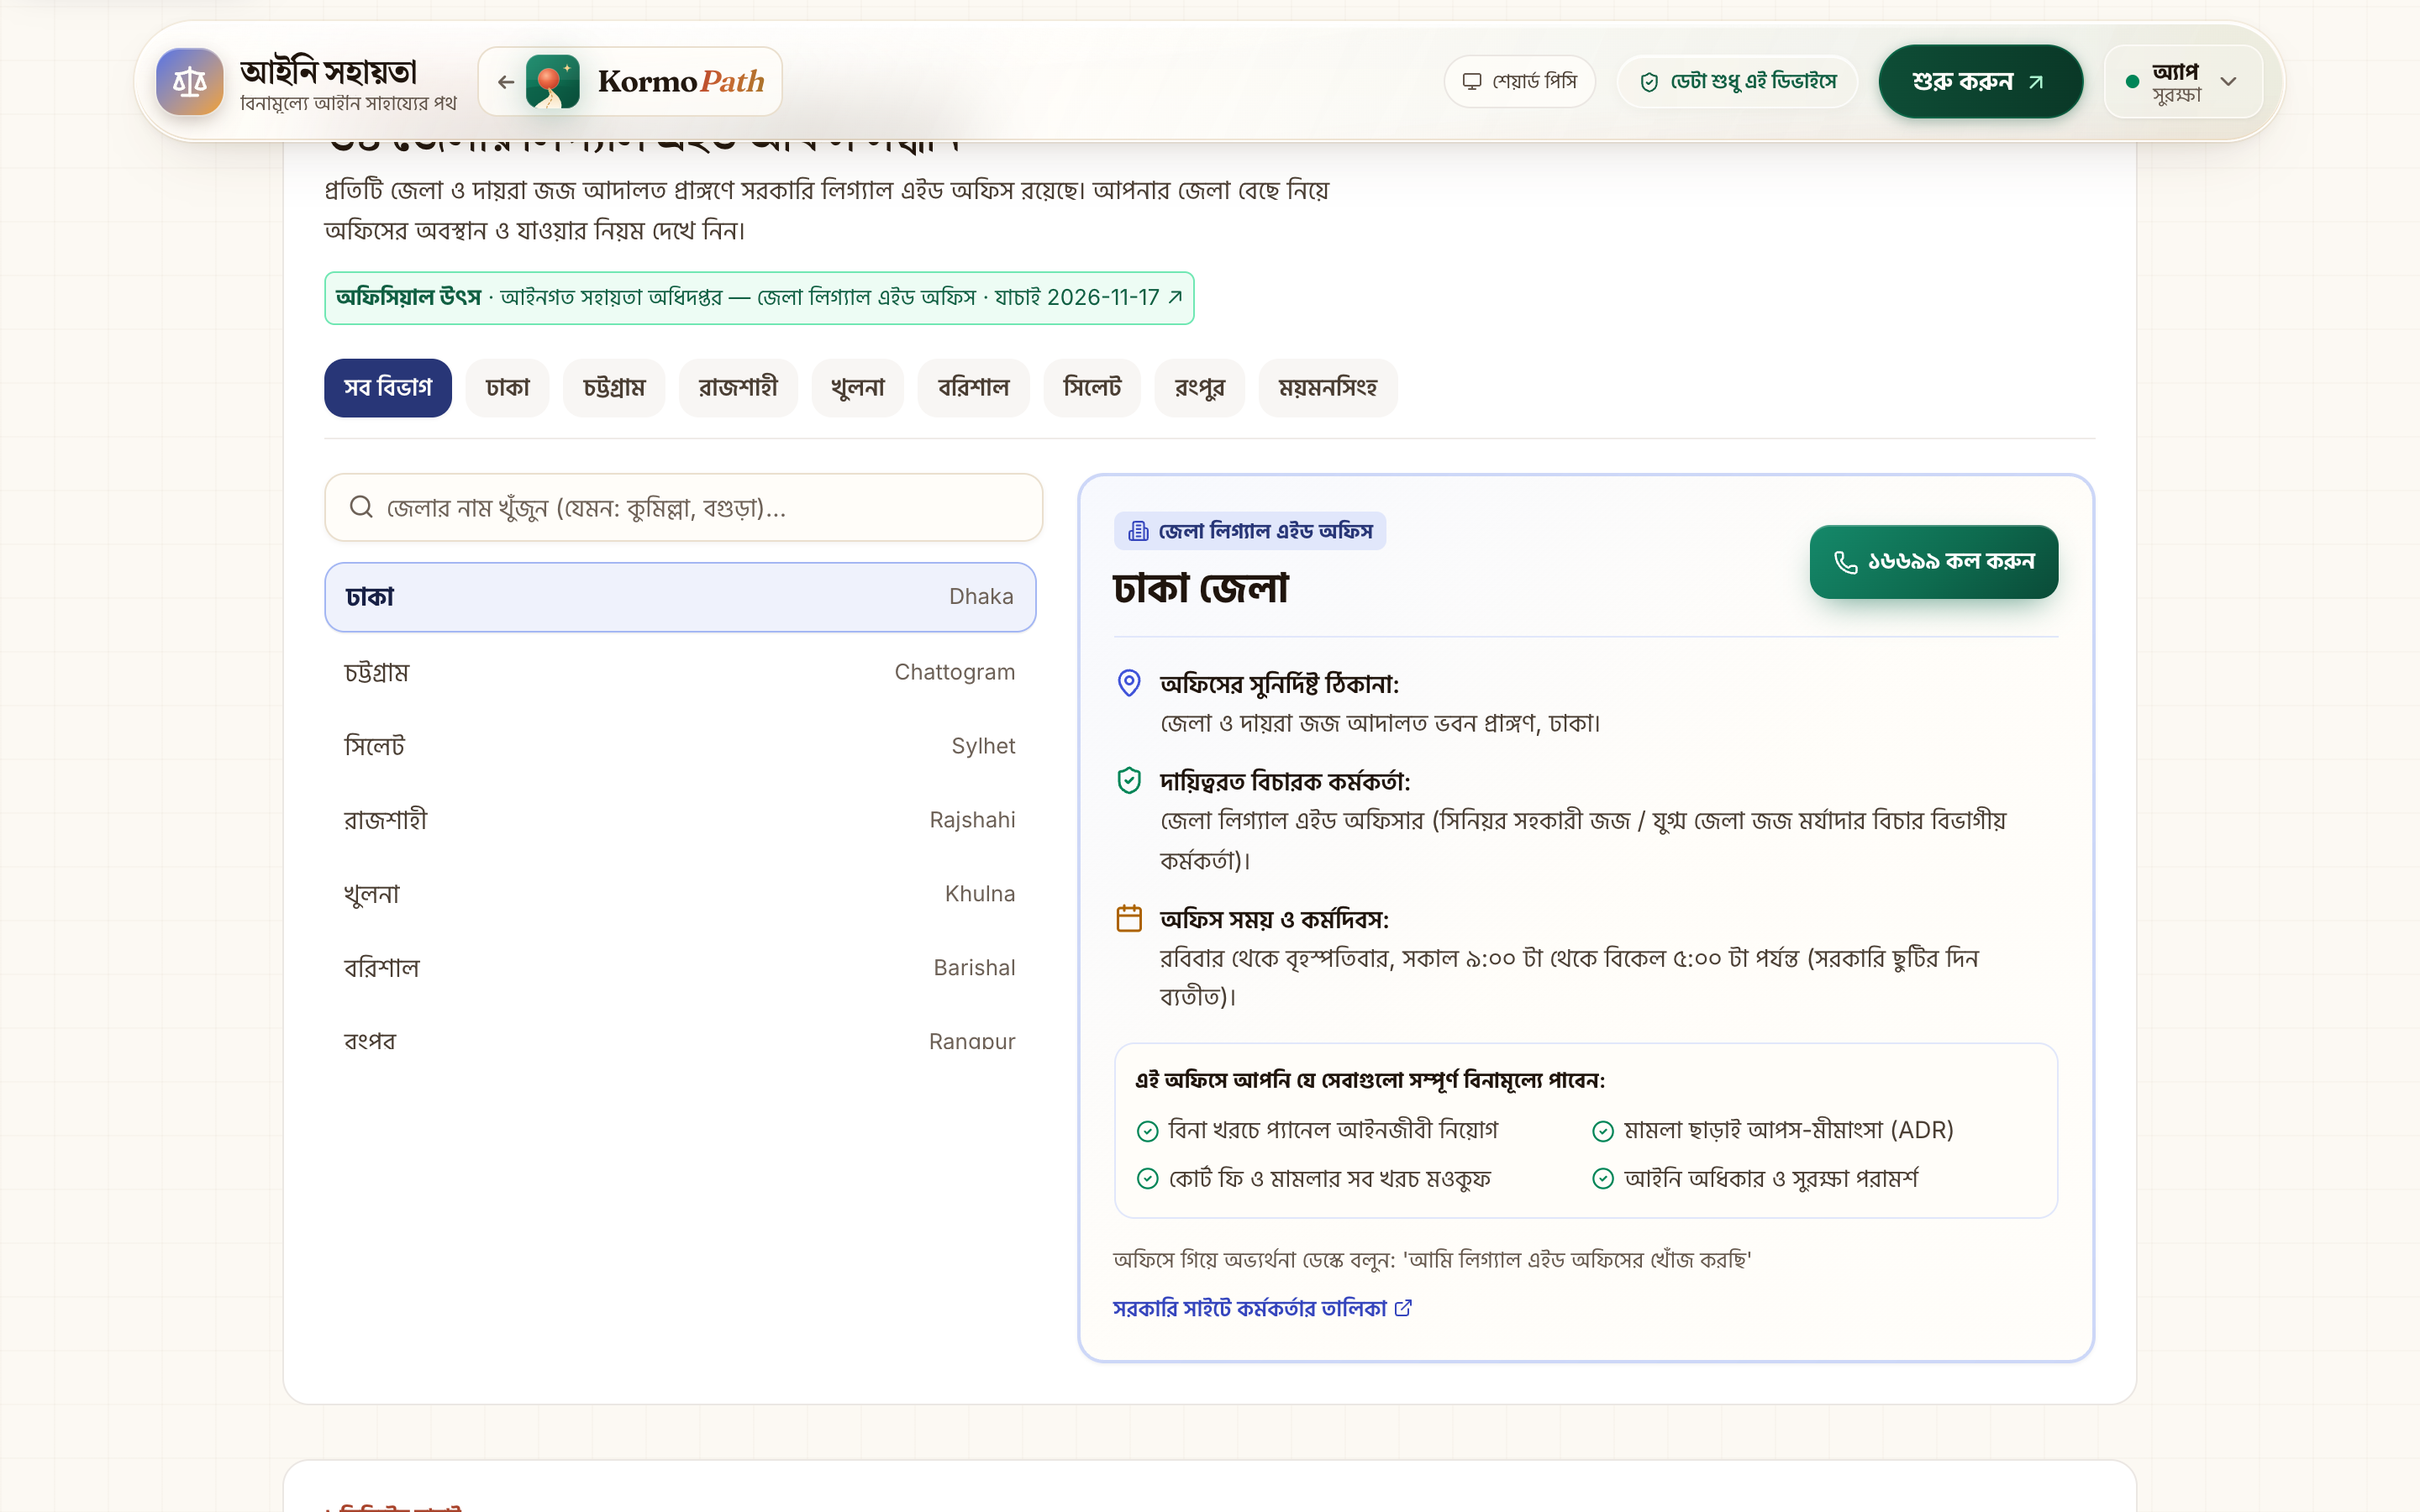 আইনি সহায়তা
বিনামূল্যে আইনি সাহায্যের পথ
KormoPath
শেয়ার্ড পিসি
ডেটা শুধু এই ডিভাইসে
শুরু করুন
অ্যাপ
সুরক্ষা
প্রতিটি জেলা ও দায়রা জজ আদালত প্রাঙ্গণে সরকারি লিগ্যাল এইড অফিস রয়েছে। আপনার জেলা বেছে নিয়ে
অফিসের অবস্থান ও যাওয়ার নিয়ম দেখে নিন।
অফিসিয়াল উৎস · আইনগত সহায়তা অধিদপ্তর — জেলা লিগ্যাল এইড অফিস · যাচাই 2026-11-17 ↗
সব বিভাগ
ঢাকা
চট্টগ্রাম
রাজশাহী
খুলনা
বরিশাল
সিলেট
রংপুর
ময়মনসিংহ
জেলার নাম খুঁজুন (যেমন: কুমিল্লা, বগুড়া)...
ঢাকা Dhaka
চট্টগ্রাম Chattogram
সিলেট Sylhet
রাজশাহী Rajshahi
খুলনা Khulna
বরিশাল Barishal
রংপুর Rangpur
জেলা লিগ্যাল এইড অফিস
ঢাকা জেলা
১৬৬৯৯ কল করুন
অফিসের সুনির্দিষ্ট ঠিকানা:
জেলা ও দায়রা জজ আদালত ভবন প্রাঙ্গণ, ঢাকা।
দায়িত্বরত বিচারক কর্মকর্তা:
জেলা লিগ্যাল এইড অফিসার (সিনিয়র সহকারী জজ / যুগ্ম জেলা জজ মর্যাদার বিচার বিভাগীয়
কর্মকর্তা)।
অফিস সময় ও কর্মদিবস:
রবিবার থেকে বৃহস্পতিবার, সকাল ৯:০০ টা থেকে বিকেল ৫:০০ টা পর্যন্ত (সরকারি ছুটির দিন
ব্যতীত)।
এই অফিসে আপনি যে সেবাগুলো সম্পূর্ণ বিনামূল্যে পাবেন:
বিনা খরচে প্যানেল আইনজীবী নিয়োগ
মামলা ছাড়াই আপস-মীমাংসা (ADR)
কোর্ট ফি ও মামলার সব খরচ মওকুফ
আইনি অধিকার ও সুরক্ষা পরামর্শ
অফিসে গিয়ে অভ্যর্থনা ডেস্কে বলুন: 'আমি লিগ্যাল এইড অফিসের খোঁজ করছি'
সরকারি সাইটে কর্মকর্তার তালিকা